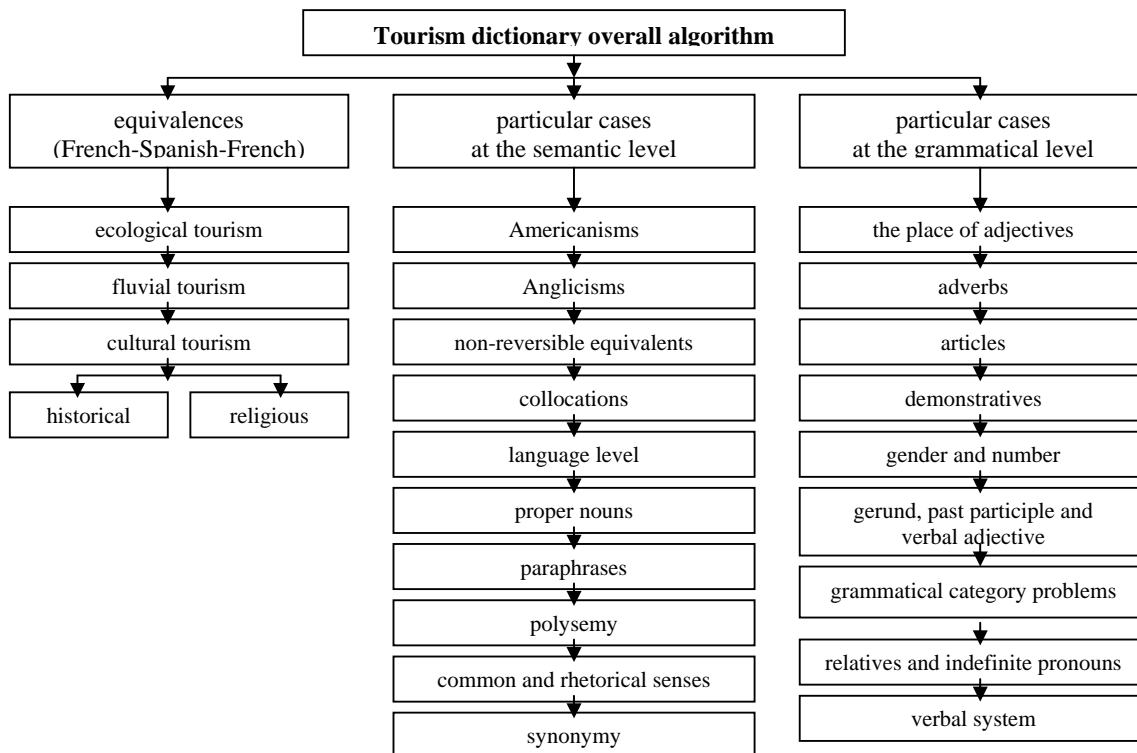 Tourism dictionary overall algorithm
equivalences
(French-Spanish-French)
ecological tourism
fluvial tourism
cultural tourism
historical
religious
particular cases
at the semantic level
Americanisms
Anglicisms
non-reversible equivalents
collocations
language level
proper nouns
paraphrases
polysemy
common and rhetorical senses
synonymy
particular cases
at the grammatical level
the place of adjectives
adverbs
articles
demonstratives
gender and number
gerund, past participle and
verbal adjective
grammatical category problems
relatives and indefinite pronouns
verbal system